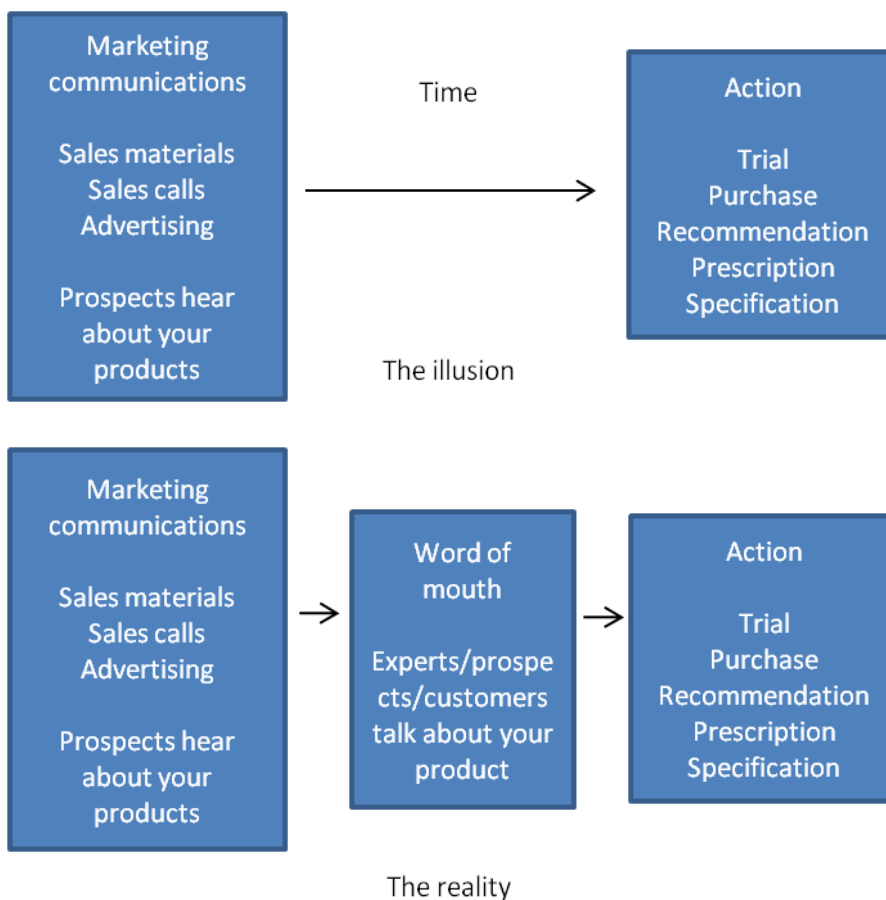 Marketing
communications
Sales materials
Sales calls
Advertising
Prospects hear
about your
products
Time
Action
Trial
Purchase
Recommendation
Prescription
Specification
The illusion
Marketing
communications
Sales materials
Sales calls
Advertising
Prospects hear
about your
products
Word of
mouth
Experts/prospe
cts/customers
talk about your
product
Action
Trial
Purchase
Recommendation
Prescription
Specification
The reality